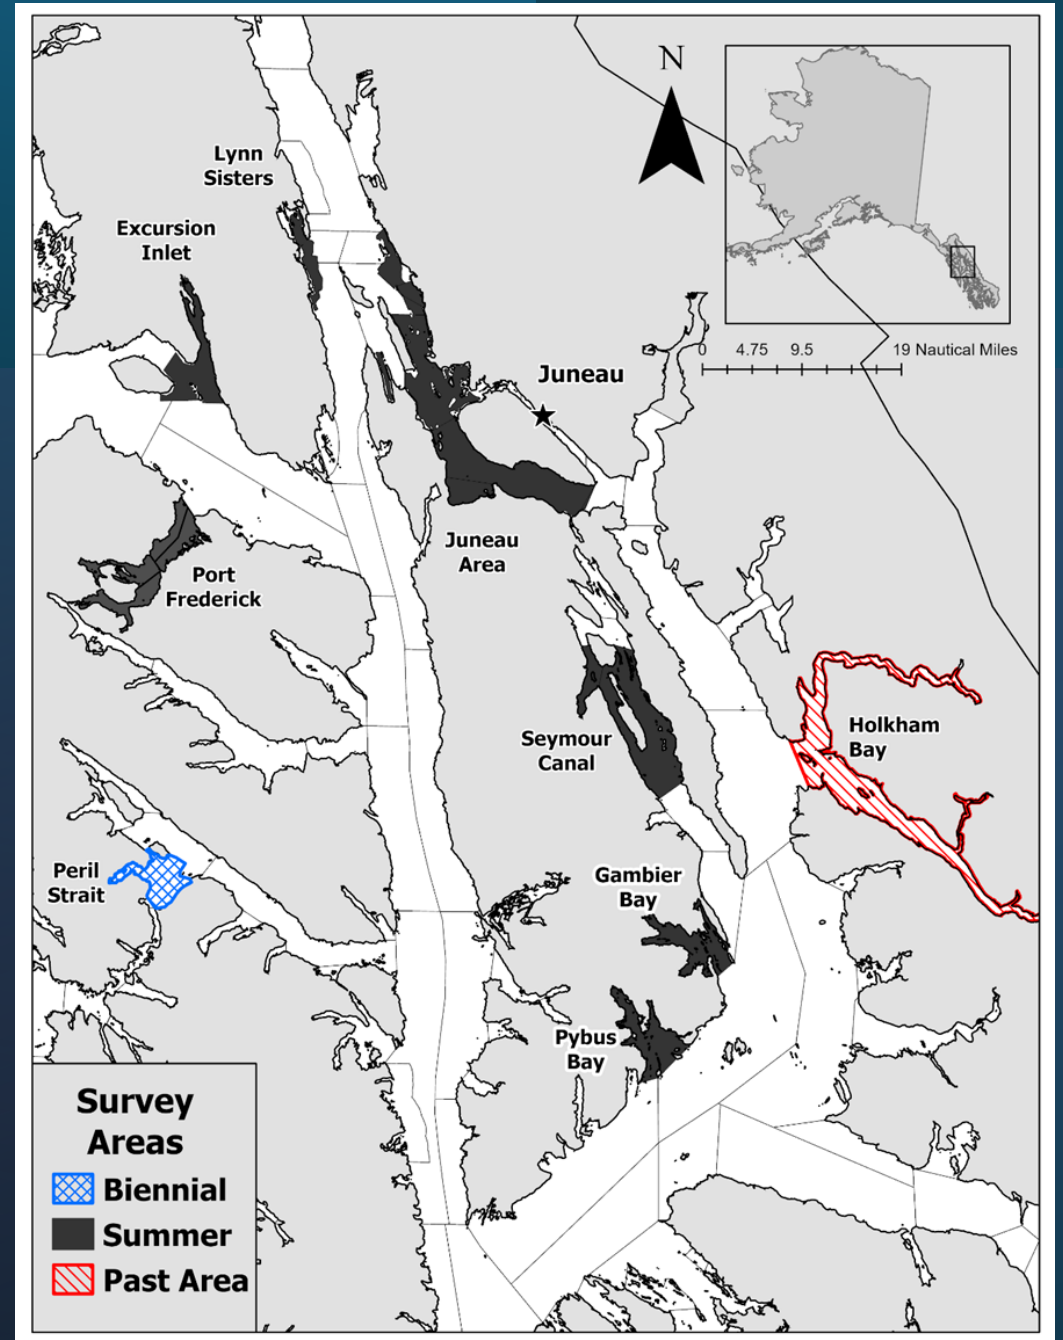 N
Lynn
Sisters
Excursion
Inlet
0 4.75 9.5 19 Nautical Miles
Juneau
Juneau
Area
Port
Frederick
Holkham
Bay
Seymour
Canal
Peril
Strait
Gambier
Bay
Pybus
Bay
Survey
Areas
Biennial
Summer
Past Area